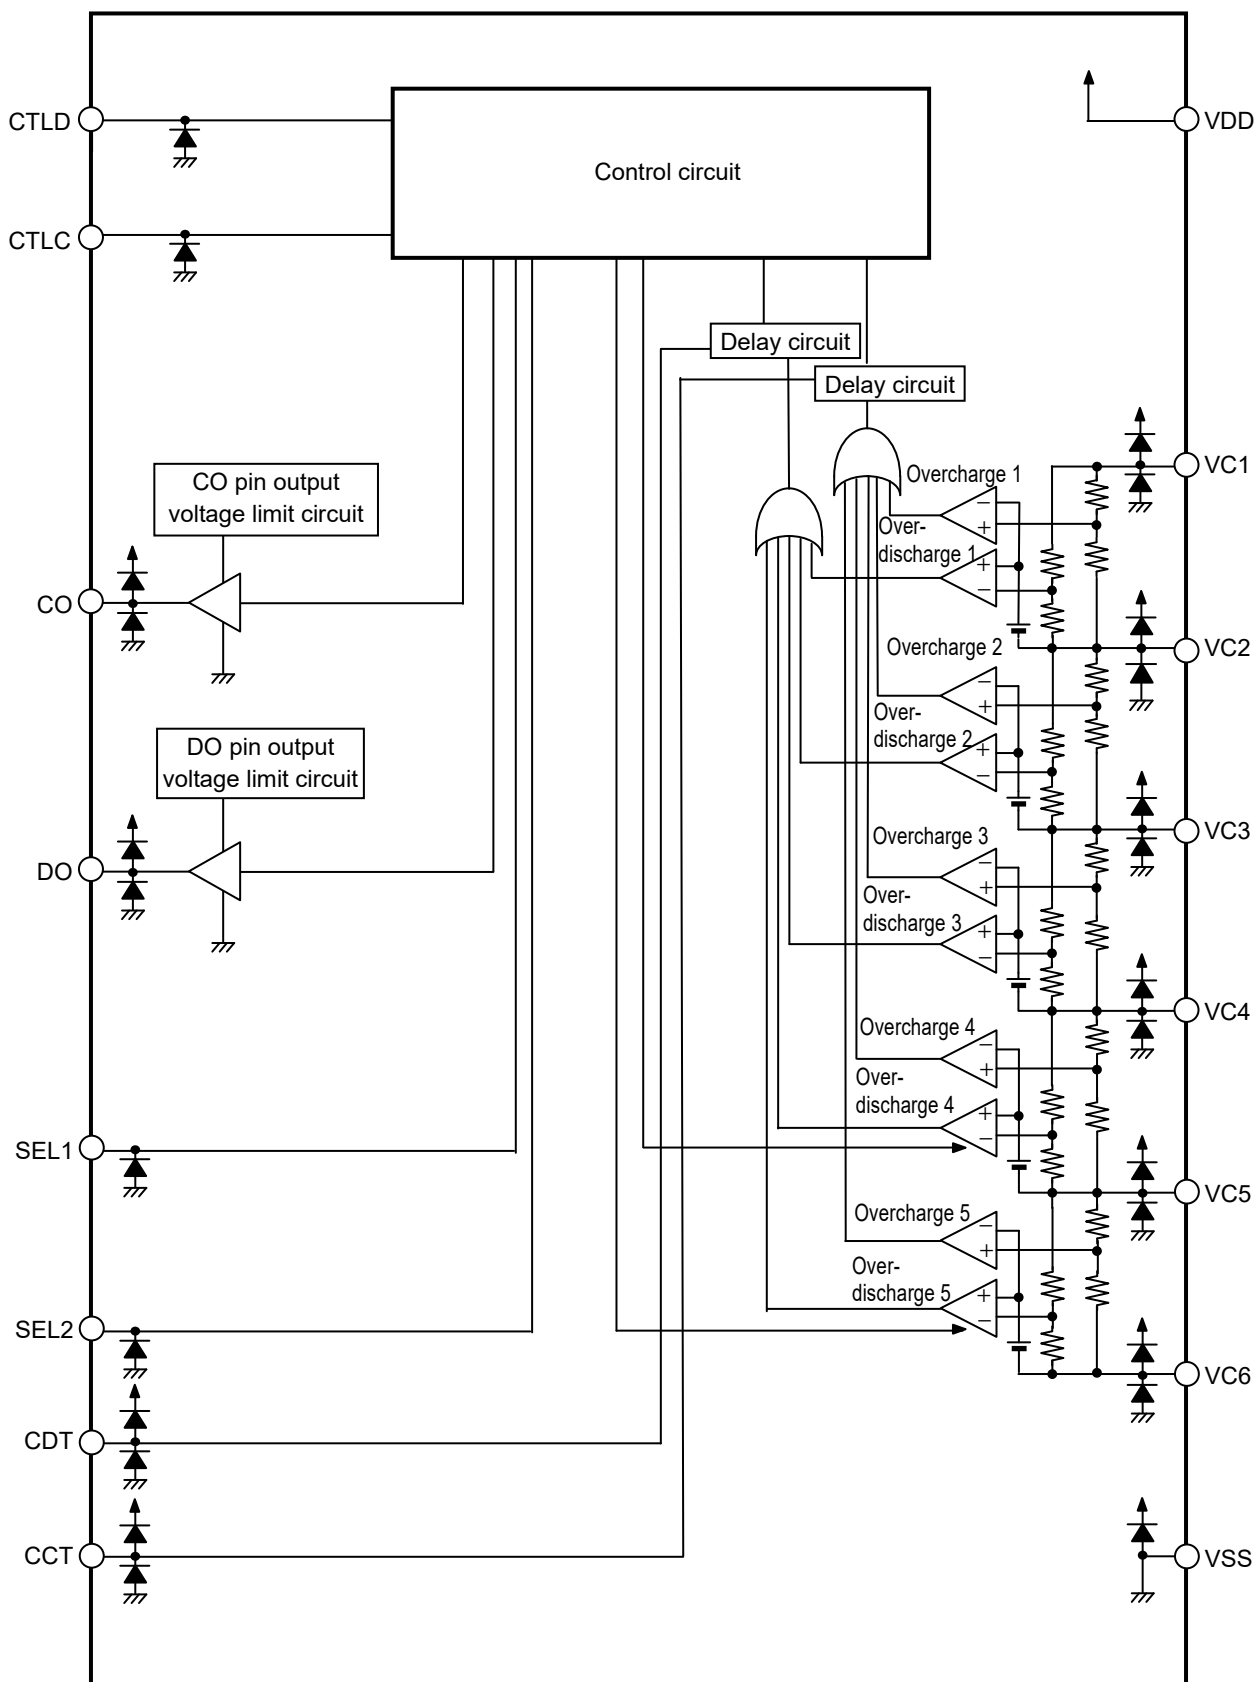 CTLD
Control circuit
VDD
CTLC
Delay circuit
Delay circuit
CO pin output
voltage limit circuit
VC1
Overcharge 1
−
+
Over-
discharge 1
+
−
CO
VC2
Overcharge 2
−
+
Over-
discharge 2
+
−
DO pin output
voltage limit circuit
VC3
Overcharge 3
−
+
DO
Over-
discharge 3
+
−
VC4
Overcharge 4
−
+
Over-
discharge 4
+
−
SEL1
VC5
Overcharge 5
−
+
Over-
discharge 5
+
−
SEL2
VC6
CDT
CCT
VSS